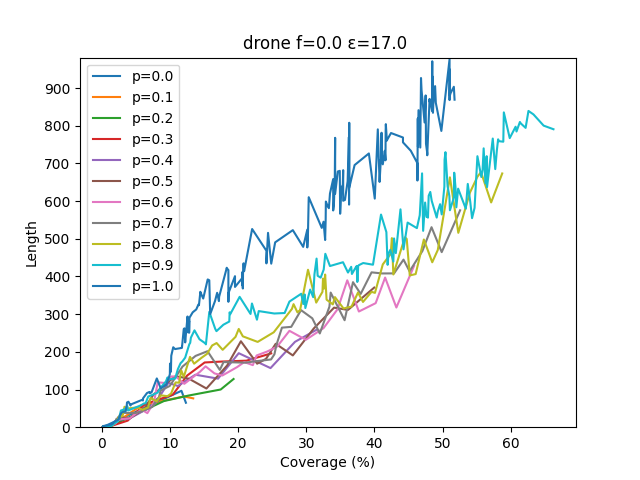 drone f=0.0 ε=17.0
Length
900
800
700
600
500
400
300
200
100
0
p=0.0
p=0.1
p=0.2
p=0.3
p=0.4
p=0.5
p=0.6
p=0.7
p=0.8
p=0.9
p=1.0
0 10 20 30 40 50 60
Coverage (%)